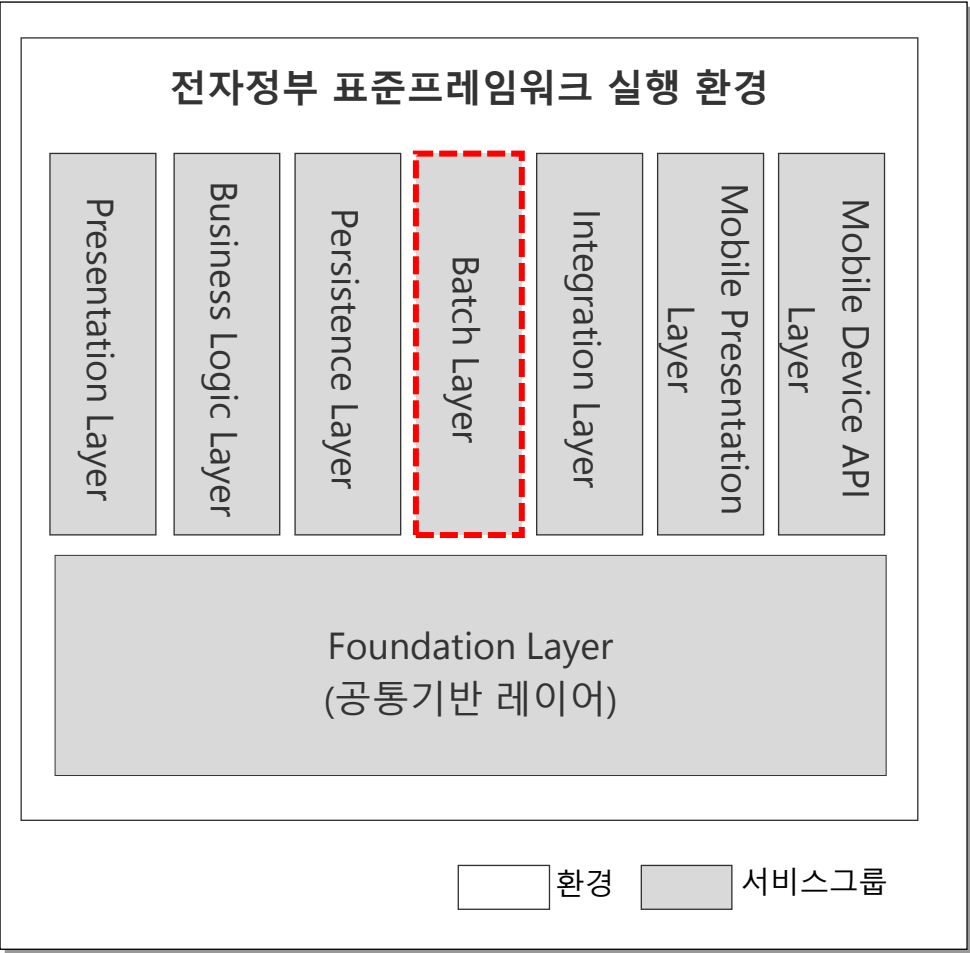 전자정부 표준프레임워크 실행 환경
Presentation Layer
Business Logic Layer
Persistence Layer
Batch Layer
Integration Layer
Mobile Presentation
Layer
Mobile Device API
Layer
Foundation Layer
(공통기반 레이어)
환경
서비스그룹